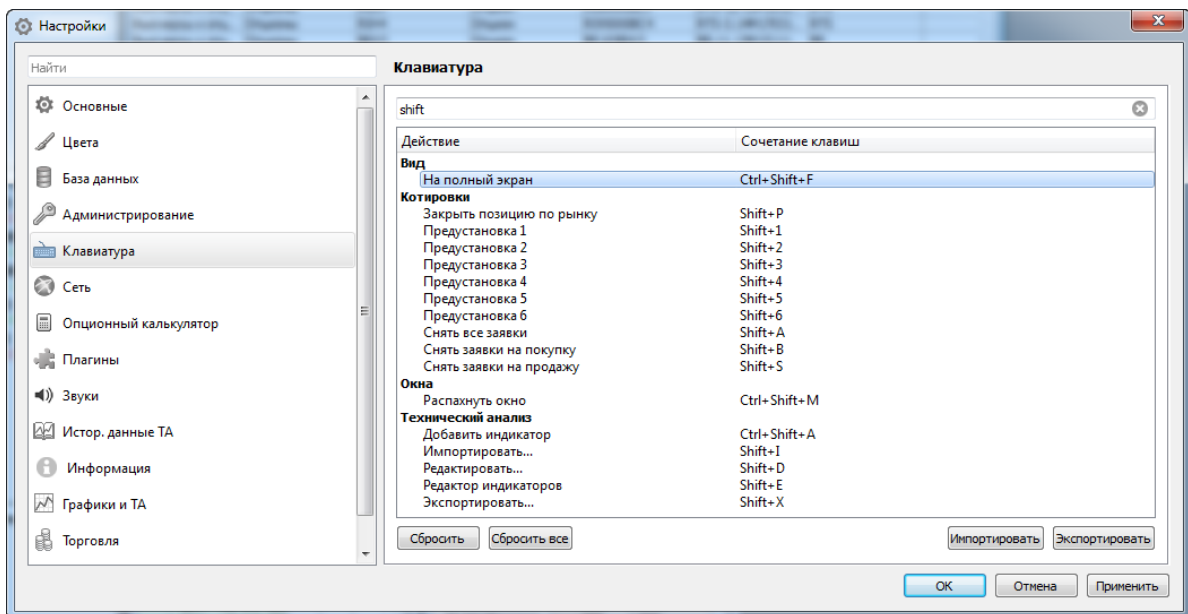 Настройки
Найти
Основные
Цвета
База данных
Администрирование
Клавиатура
Сеть
Опционный калькулятор
Плагины
Звуки
Истор. данные ТА
Информация
Графики и ТА
Торговля
Клавиатура
shift
Действие Сочетание клавиш
Вид
На полный экран Ctrl+Shift+F
Котировки
Закрыть позицию по рынку Shift+P
Предустановка 1 Shift+1
Предустановка 2 Shift+2
Предустановка 3 Shift+3
Предустановка 4 Shift+4
Предустановка 5 Shift+5
Предустановка 6 Shift+6
Снять все заявки Shift+A
Снять заявки на покупку Shift+B
Снять заявки на продажу Shift+S
Окна
Распахнуть окно Ctrl+Shift+M
Технический анализ
Добавить индикатор Ctrl+Shift+A
Импортировать... Shift+I
Редактировать... Shift+D
Редактор индикаторов Shift+E
Экспортировать... Shift+X
Сбросить Сбросить все Импортировать Экспортировать
OK Отмена Применить